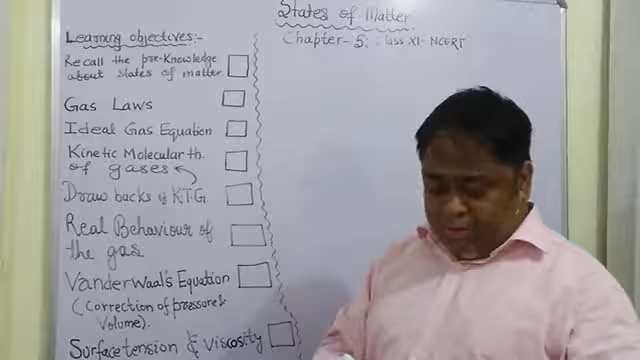 States of Matter
Chapter-5: Class XI- NCERT
Learning objectives:-
Recall the pre-Knowledge
about states of matter
Gas Laws
Ideal Gas Equation
Kinetic Molecular th.
of gases
Draw backs of K.T.G.
Real Behaviour of
the gas
Vanderwaal's Equation
(Correction of pressure &
Volume).
Surface tension & viscosity